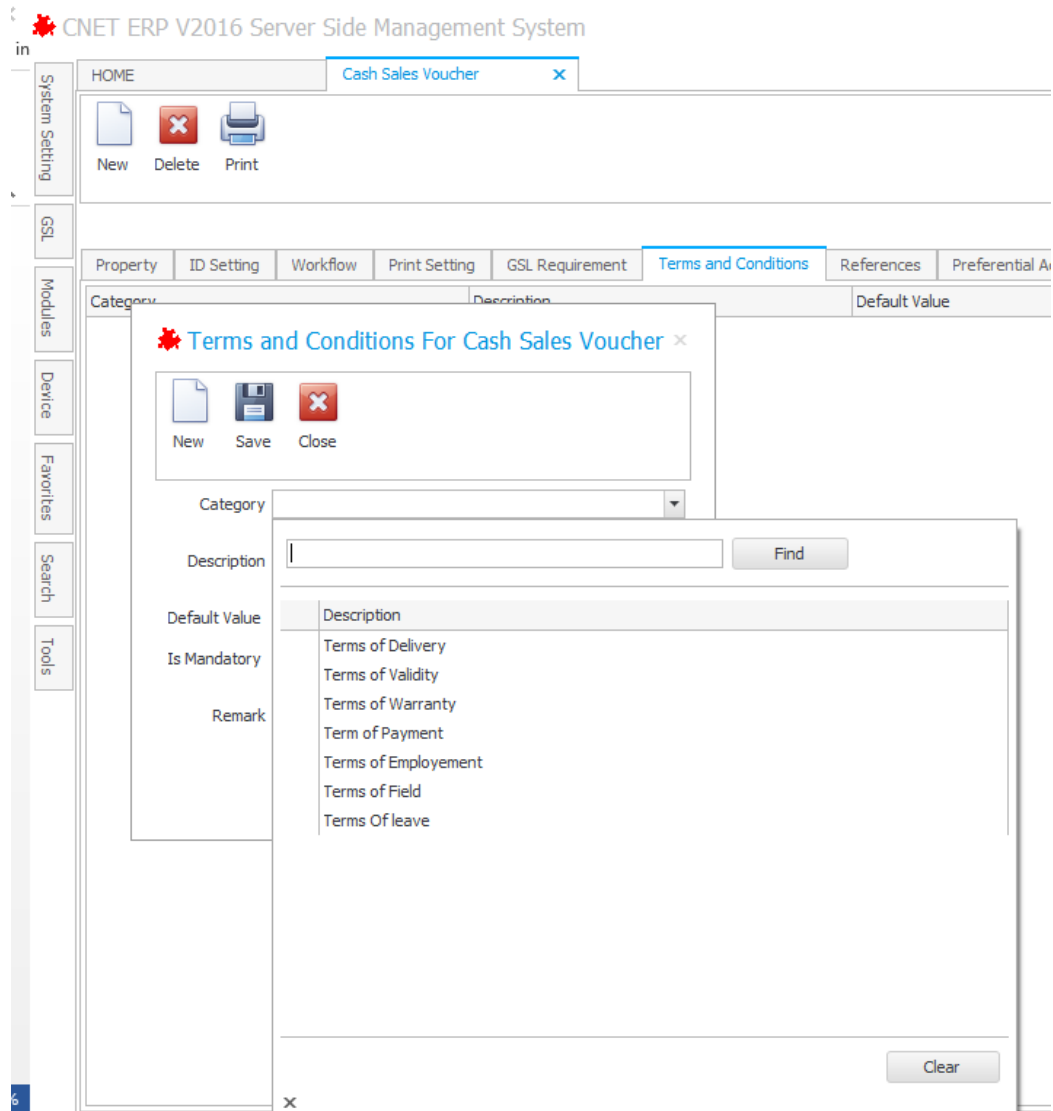 CNET ERP V2016 Server Side Management System
in
HOME
Cash Sales Voucher
System Setting
GSL
Modules
Device
Favorites
Search
Tools
New Delete Print
Property ID Setting Workflow Print Setting GSL Requirement Terms and Conditions References Preferential
Category Description Default Value
Terms and Conditions For Cash Sales Voucher
New Save Close
Category
Description
Find
Default Value
Is Mandatory
Remark
Description
Terms of Delivery
Terms of Validity
Terms of Warranty
Term of Payment
Terms of Employement
Terms of Field
Terms Of leave
Clear
%